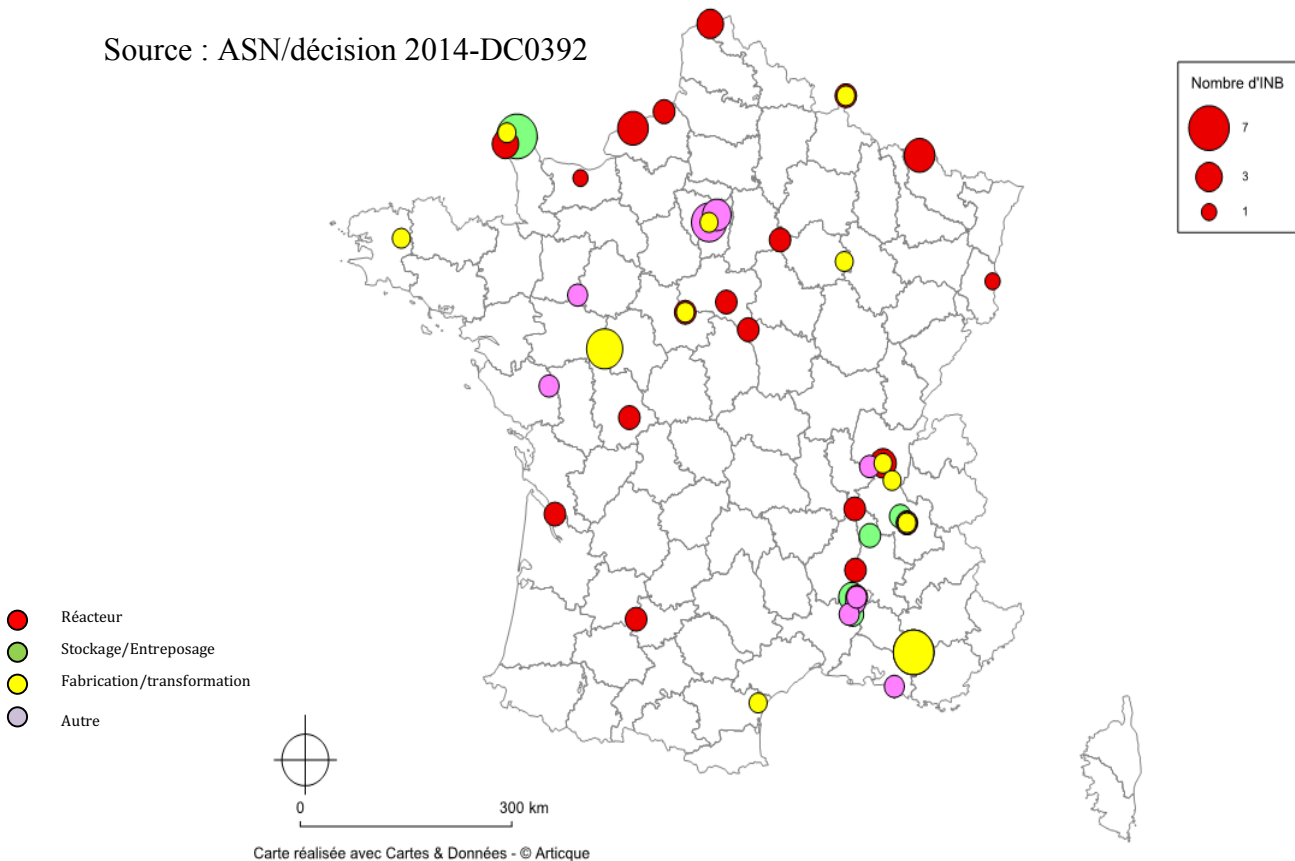 Source : ASN/décision 2014-DC0392
Nombre d'INB
7
3
1
Réacteur
Stockage/Entreposage
Fabrication/transformation
Autre
0 300 km
Carte réalisée avec Cartes & Données - © Articque